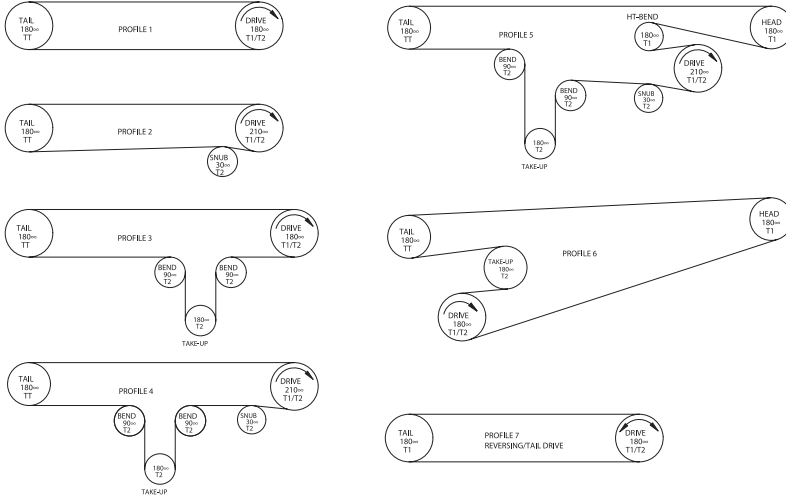 TAIL
180∞
TT
PROFILE 1
DRIVE
180∞
T1/T2
TAIL
180∞
TT
PROFILE 2
DRIVE
210∞
T1/T2
SNUB
30∞
T2
TAIL
180∞
TT
PROFILE 3
DRIVE
180∞
T1/T2
BEND
90∞
T2
BEND
90∞
T2
180∞
T2
TAKE-UP
TAIL
180∞
TT
PROFILE 4
DRIVE
210∞
T1/T2
BEND
90∞
T2
BEND
90∞
T2
SNUB
30∞
T2
180∞
T2
TAKE-UP
TAIL
180∞
TT
PROFILE 5
HT-BEND
180∞
T1
HEAD
180∞
T1
BEND
90∞
T2
DRIVE
210∞
T1/T2
BEND
90∞
T2
SNUB
30∞
T2
180∞
T2
TAKE-UP
TAIL
180∞
TT
HEAD
180∞
T1
PROFILE 6
TAKE-UP
180∞
T2
DRIVE
180∞
T1/T2
TAIL
180∞
T1
PROFILE 7
REVERSING/TAIL DRIVE
DRIVE
180∞
T1/T2